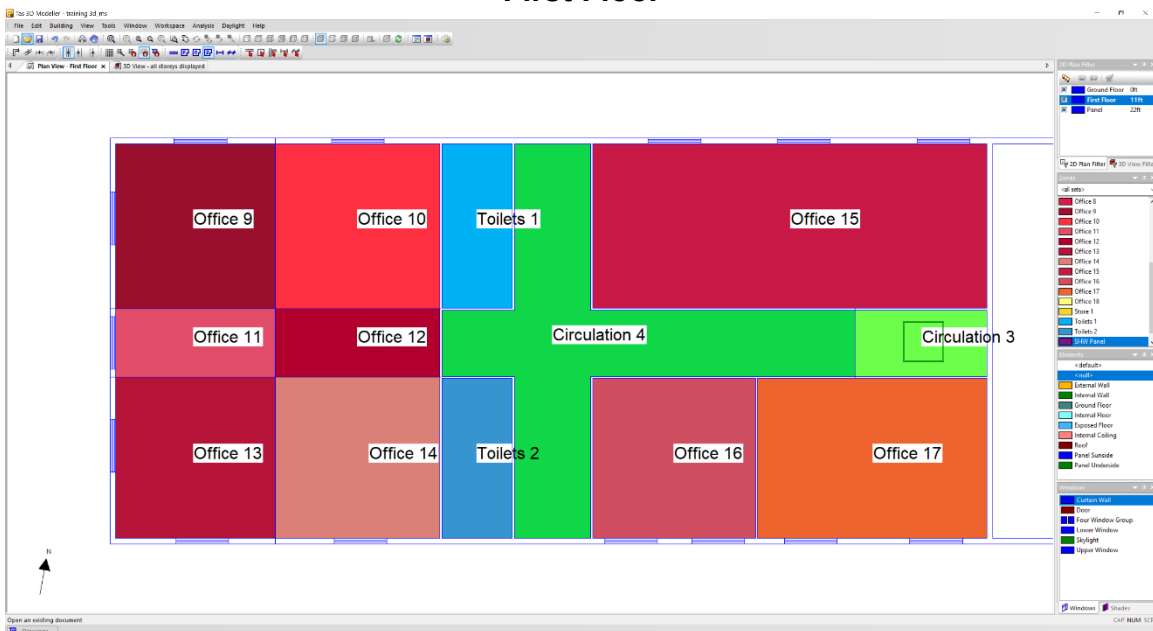 First Floor
Tas 3D Modeller - training 3d_ms
File Edit Building View Tools Window Workspace Analysis Daylight Help
Plan View - First Floor × 3D View - all storeys displayed
2D Plan Filter
Ground Floor 0ft
First Floor 11ft
Panel 22ft
2D Plan Filter 3D View Filte
Zones
<all sets>
Office 8
Office 9
Office 10
Office 11
Office 12
Office 13
Office 14
Office 15
Office 16
Office 17
Office 18
Store 1
Toilets 1
Toilets 2
SHW Panel
Elements
<default>
<null>
External Wall
Internal Wall
Ground Floor
Internal Floor
Exposed Floor
Internal Ceiling
Roof
Panel Sunside
Panel Underside
Windows
Curtain Wall
Door
Four Window Group
Lower Window
Skylight
Upper Window
Windows Shades
Office 9 Office 10 Toilets 1 Office 15
Office 11 Office 12 Circulation 4 Circulation 3
Office 13 Office 14 Toilets 2 Office 16 Office 17
N
Open an existing document
CAP NUM SCR